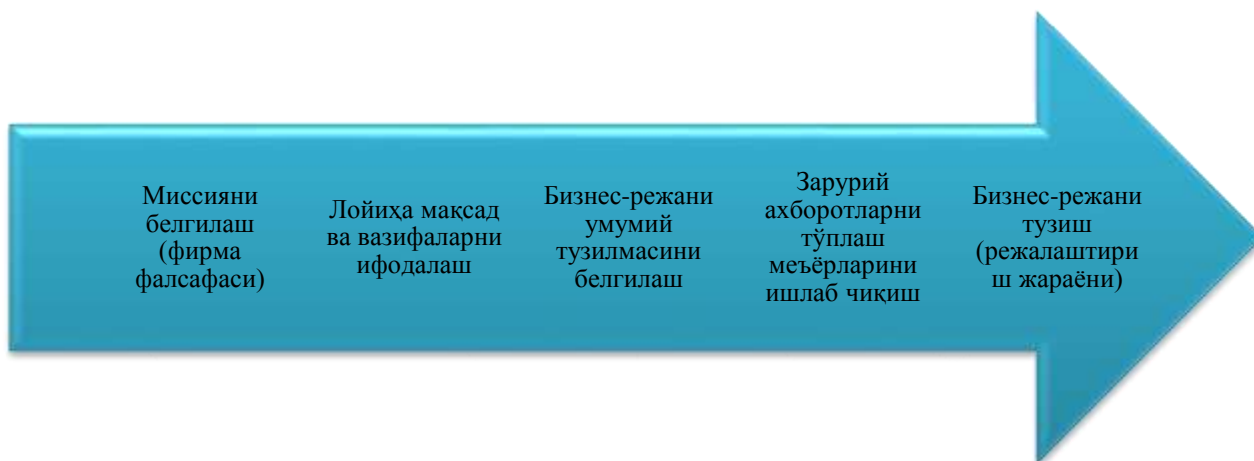 Миссияни
белгилаш
(фирма
фалсафаси)
Лойиҳа мақсад
ва вазифаларни
ифодалаш
Бизнес-режани
умумий
тузилмасини
белгилаш
Зарурий
ахборотларни
тўплаш
меъёрларини
ишлаб чиқиш
Бизнес-режани
тузиш
(режалаштири
ш жараёни)